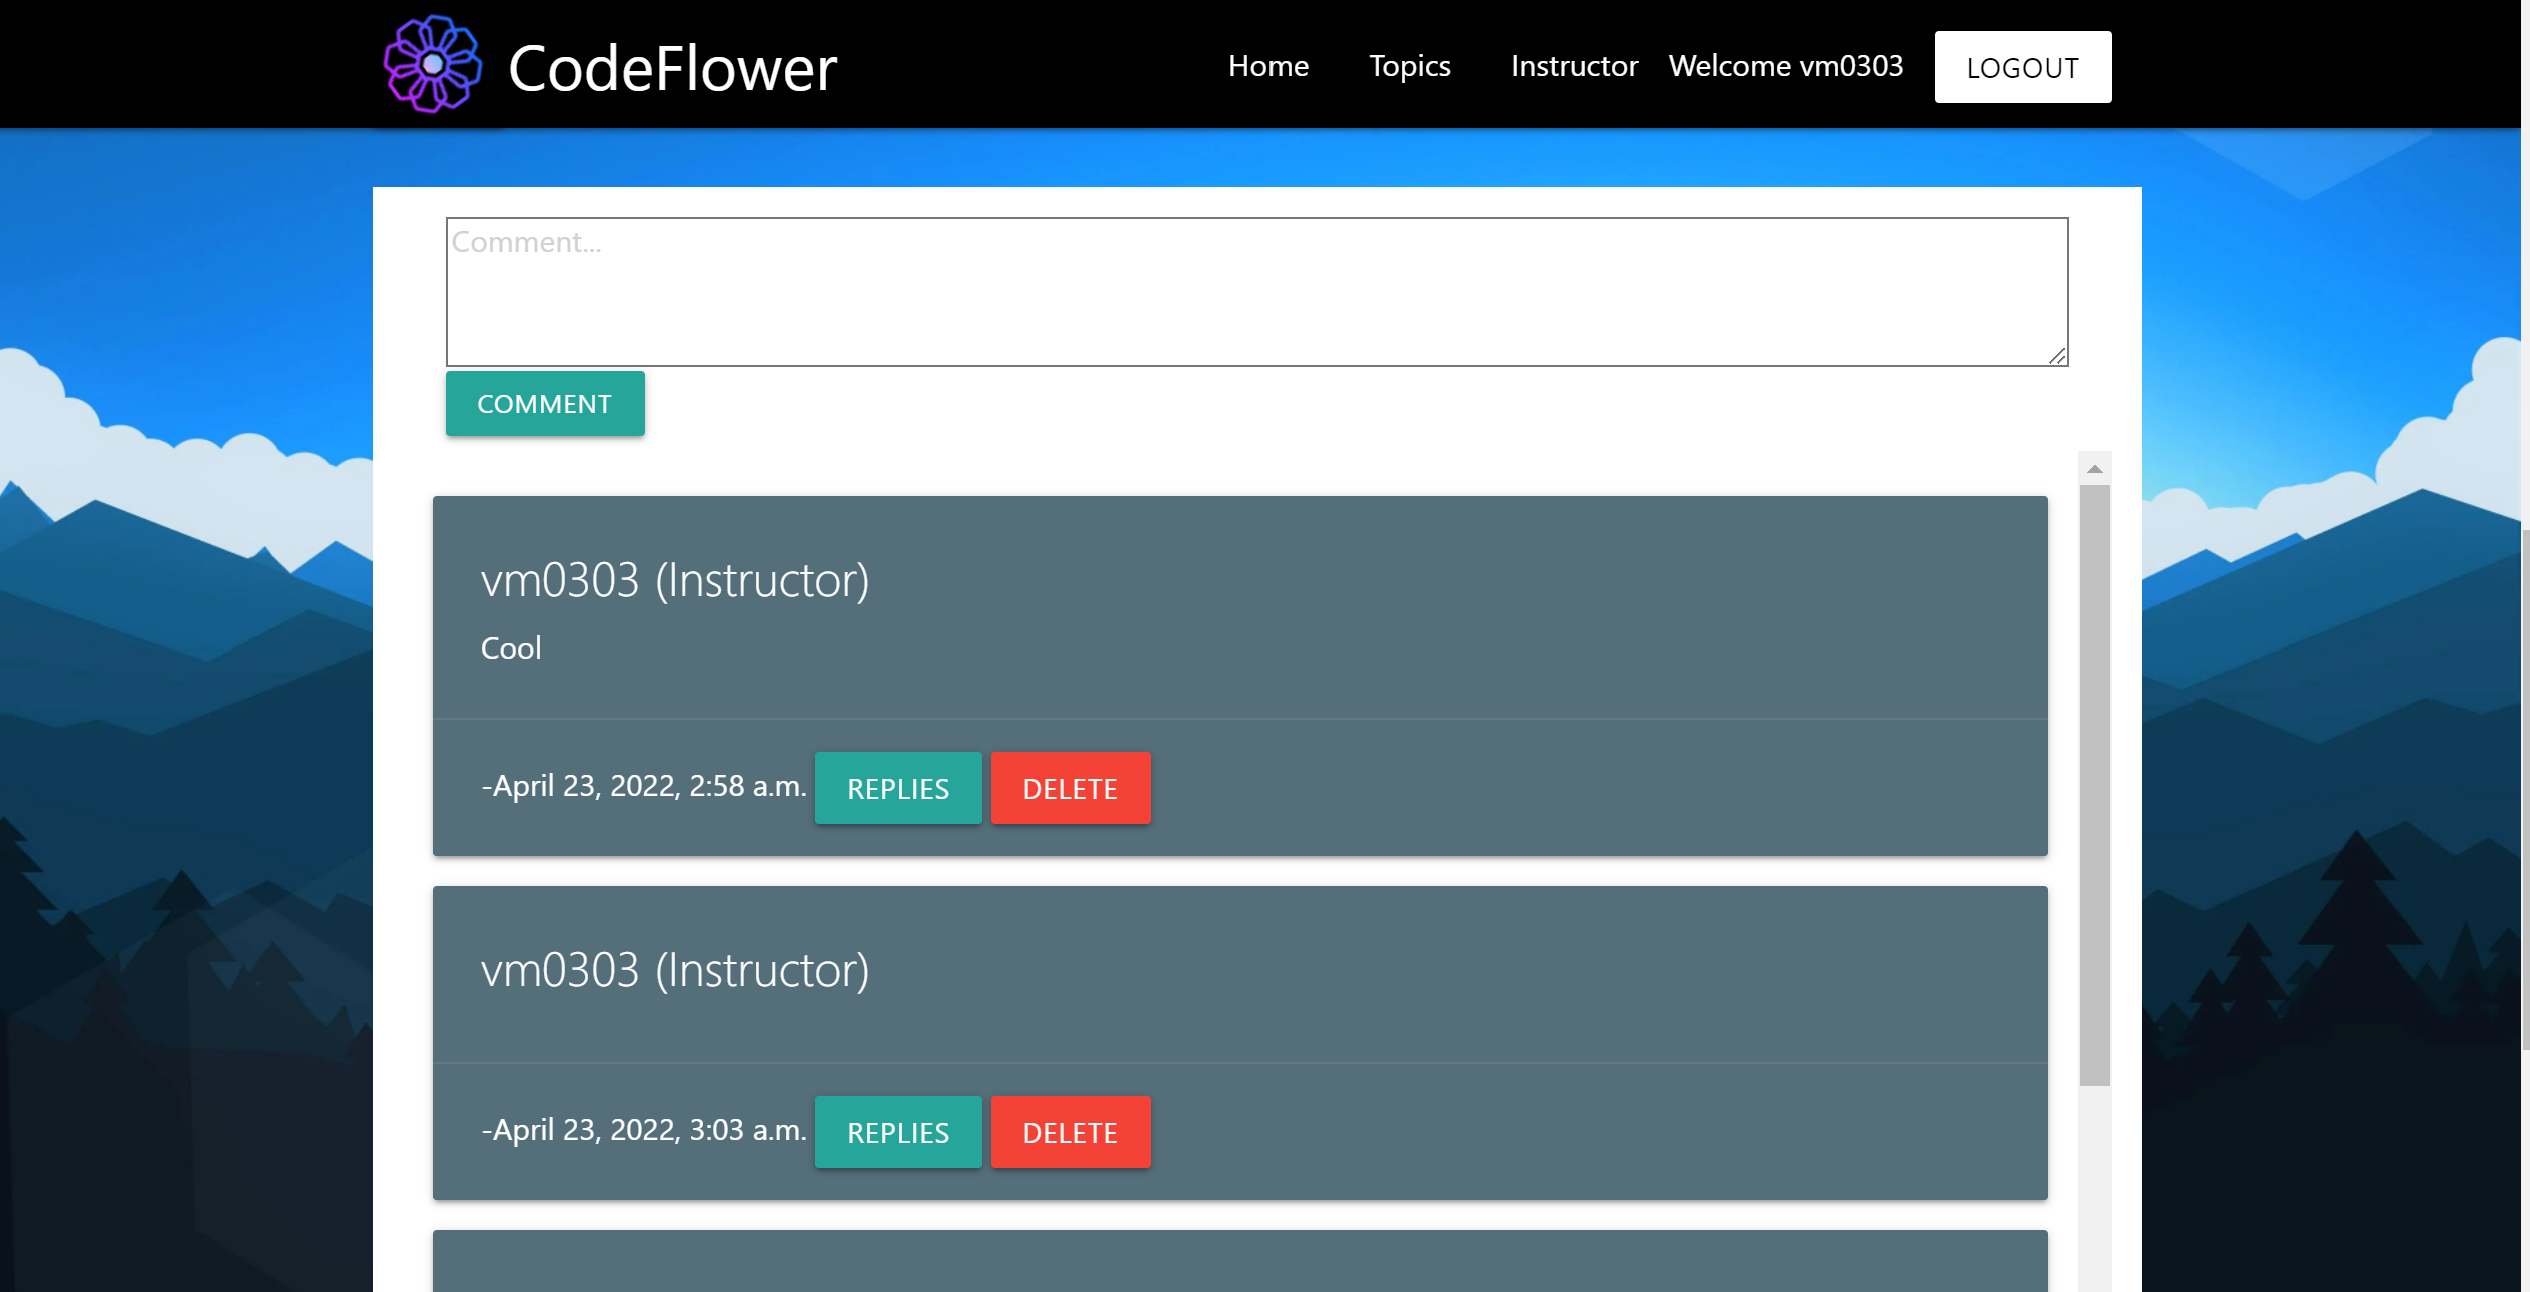 CodeFlower
Home Topics Instructor Welcome vm0303 LOGOUT
Comment...
COMMENT
vm0303 (Instructor)
Cool
-April 23, 2022, 2:58 a.m. REPLIES DELETE
vm0303 (Instructor)
-April 23, 2022, 3:03 a.m. REPLIES DELETE